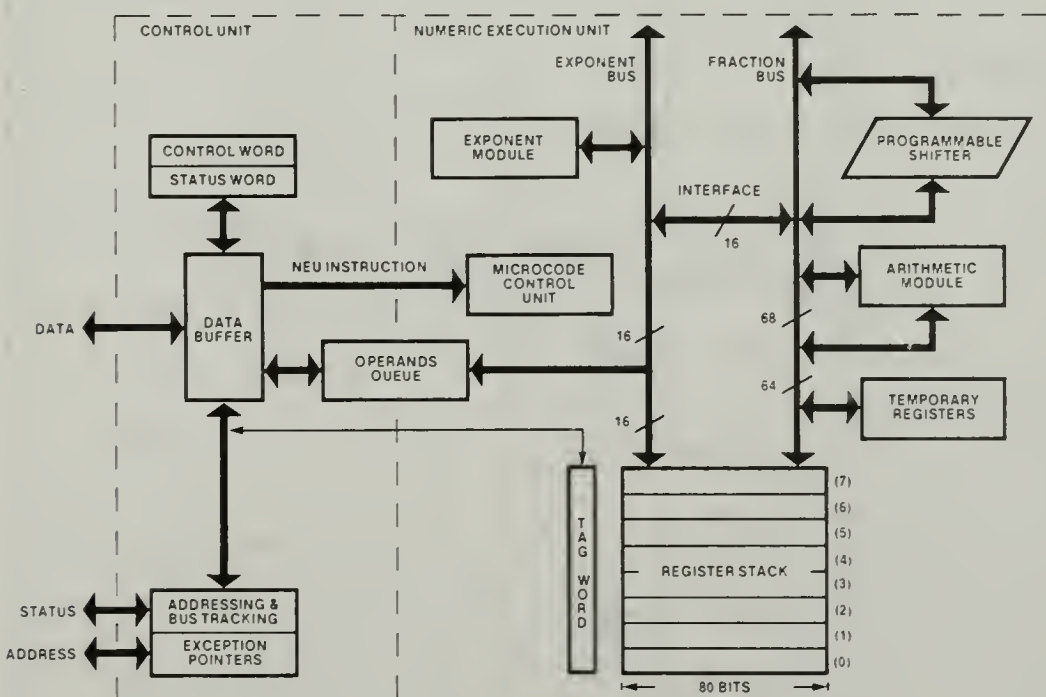 CONTROL UNIT
NUMERIC EXECUTION UNIT
EXPONENT
BUS
FRACTION
BUS
EXPONENT
MODULE
PROGRAMMABLE
SHIFTER
CONTROL WORD
STATUS WORD
INTERFACE
16
NEU INSTRUCTION
MICROCODE
CONTROL
UNIT
ARITHMETIC
MODULE
DATA
DATA
BUFFER
68
16
OPERANDS
QUEUE
64
TEMPORARY
REGISTERS
16
TAG WORD
(7)
(6)
(5)
(4)
REGISTER STACK
(3)
(2)
(1)
(0)
STATUS
ADDRESSING &
BUS TRACKING
ADDRESS
EXCEPTION
POINTERS
80 BITS